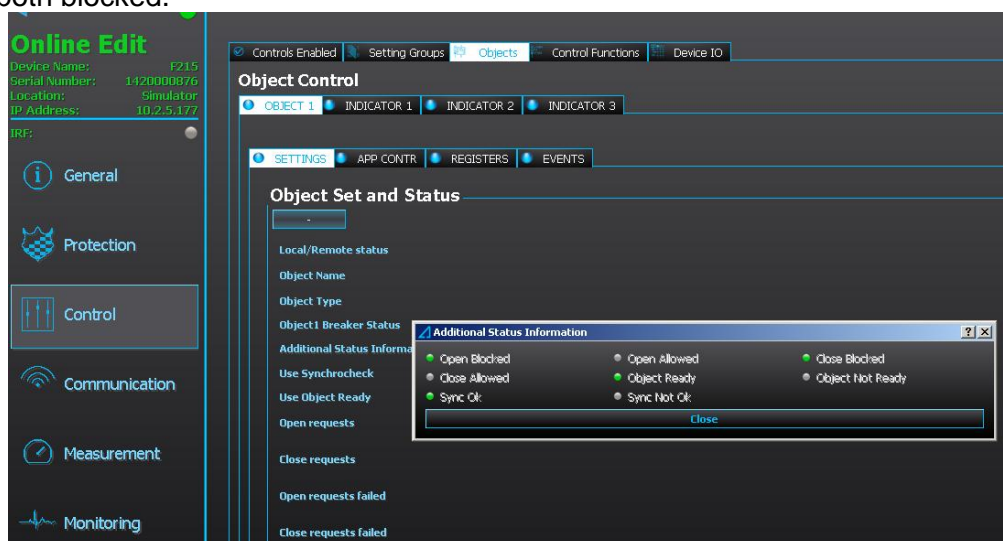 both blocked.
Online Edit
Device Name: F215
Serial Number: 1420000876
Location: Simulator
IP Address: 10.2.5.177
IRF:
General
Protection
Control
Communication
Measurement
Monitoring
Controls Enabled Setting Groups Objects Control Functions Device IO
Object Control
OBJECT 1 INDICATOR 1 INDICATOR 2 INDICATOR 3
SETTINGS APP CONTR REGISTERS EVENTS
Object Set and Status
-
Local/Remote status
Object Name
Object Type
Object1 Breaker Status
Additional Status Informa
Use Synchrocheck
Use Object Ready
Open requests
Close requests
Open requests failed
Close requests failed
Additional Status Information
Open Blocked Open Allowed Close Blocked
Close Allowed Object Ready Object Not Ready
Sync Ok Sync Not Ok
Close